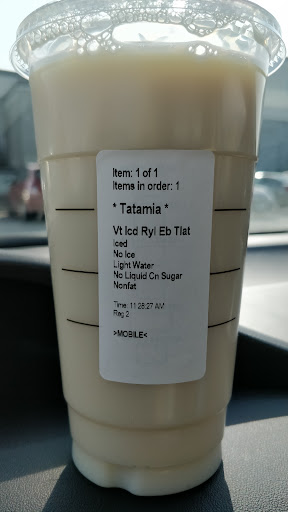 Item: 1 of 1
Items in order: 1
* Tatamia *
Vt Icd Ryl Eb Tlat
Iced
No Ice
Light Water
No Liquid Cn Sugar
Nonfat
Time: 11:28:27 AM
Reg 2
>MOBILE<